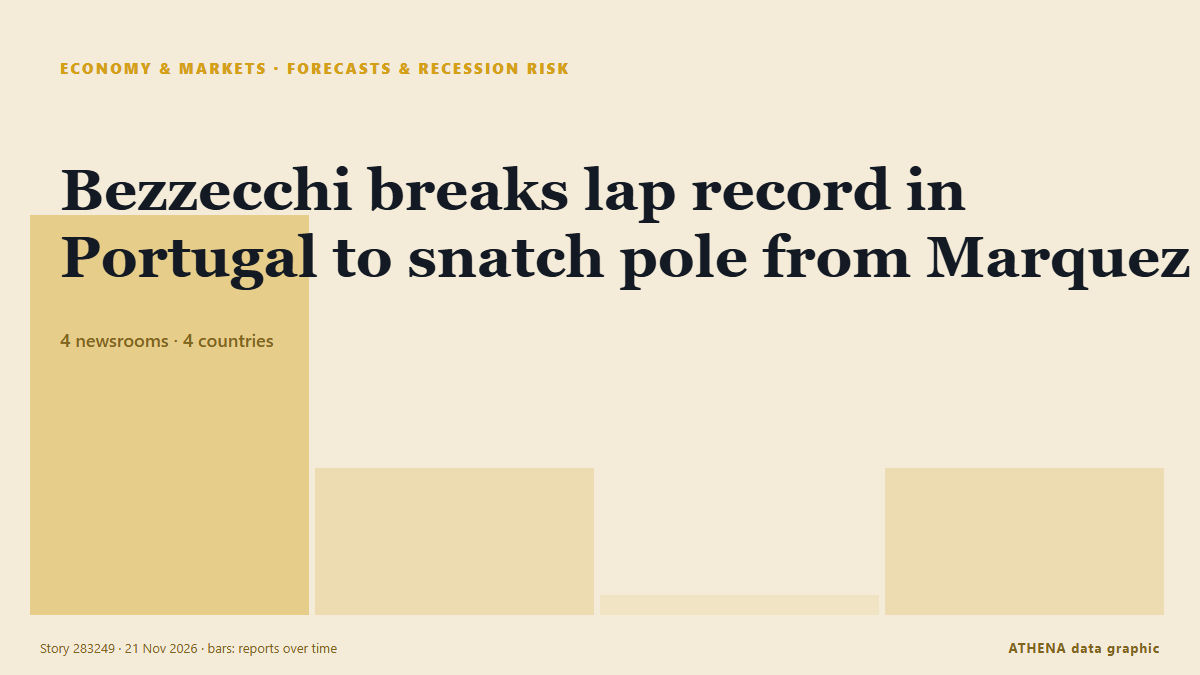 ECONOMY & MARKETS · FORECASTS & RECESSION RISK
Bezzecchi breaks lap record in
Portugal to snatch pole from Marquez
4 newsrooms · 4 countries
Story 283249 · 21 Nov 2026 · bars: reports over time
ATHENA data graphic